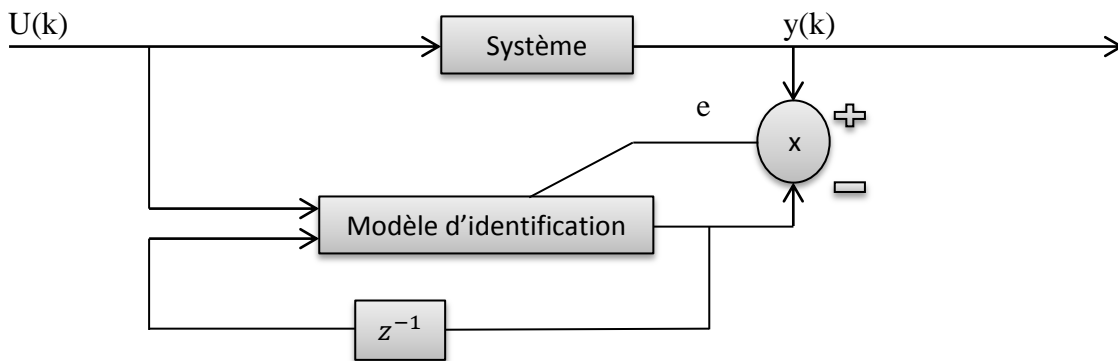 U(k)
y(k)
Système
e
x
+
−
Modèle d’identification
z⁻¹